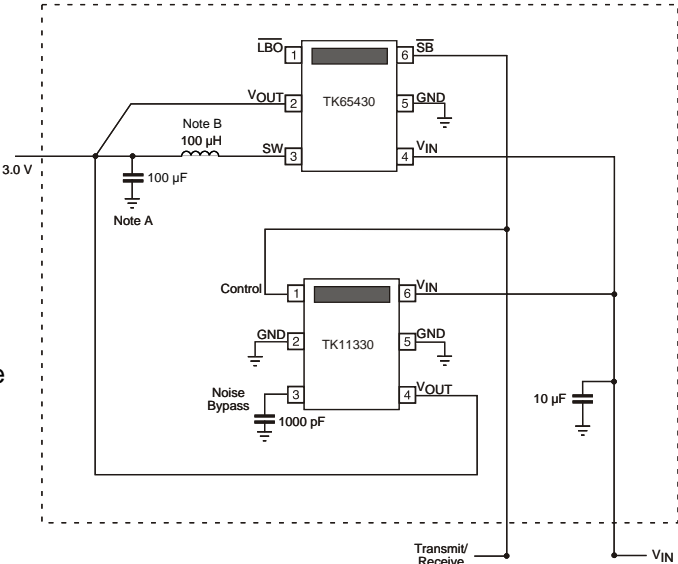 LBO
1
6
SB
VOUT
2
TK65430
5
GND
Note B
100 µH
SW
3
4
VIN
3.0 V
100 µF
Note A
Control
1
6
VIN
GND
2
TK11330
5
GND
e
Noise
Bypass
3
4
VOUT
1000 pF
10 µF
Transmit/
Receive
VIN